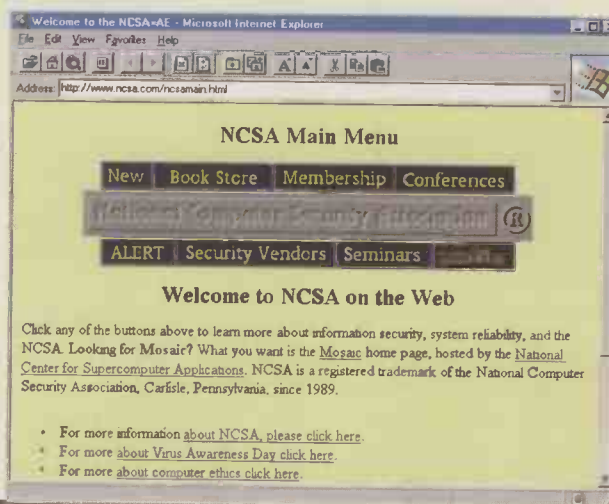 Welcome to the NCSA-AE - Microsoft Internet Explorer
File Edit View Favorites Help
Address: http://www.ncsa.com/ncsamain.html
NCSA Main Menu
New Book Store Membership Conferences
National Computer Security Association ®
ALERT Security Vendors Seminars
Welcome to NCSA on the Web
Click any of the buttons above to learn more about information security, system reliability, and the
NCSA. Looking for Mosaic? What you want is the Mosaic home page, hosted by the National
Center for Supercomputer Applications. NCSA is a registered trademark of the National Computer
Security Association, Carlisle, Pennsylvania, since 1989.
• For more information about NCSA, please click here.
• For more about Virus Awareness Day click here.
• For more about computer ethics click here.